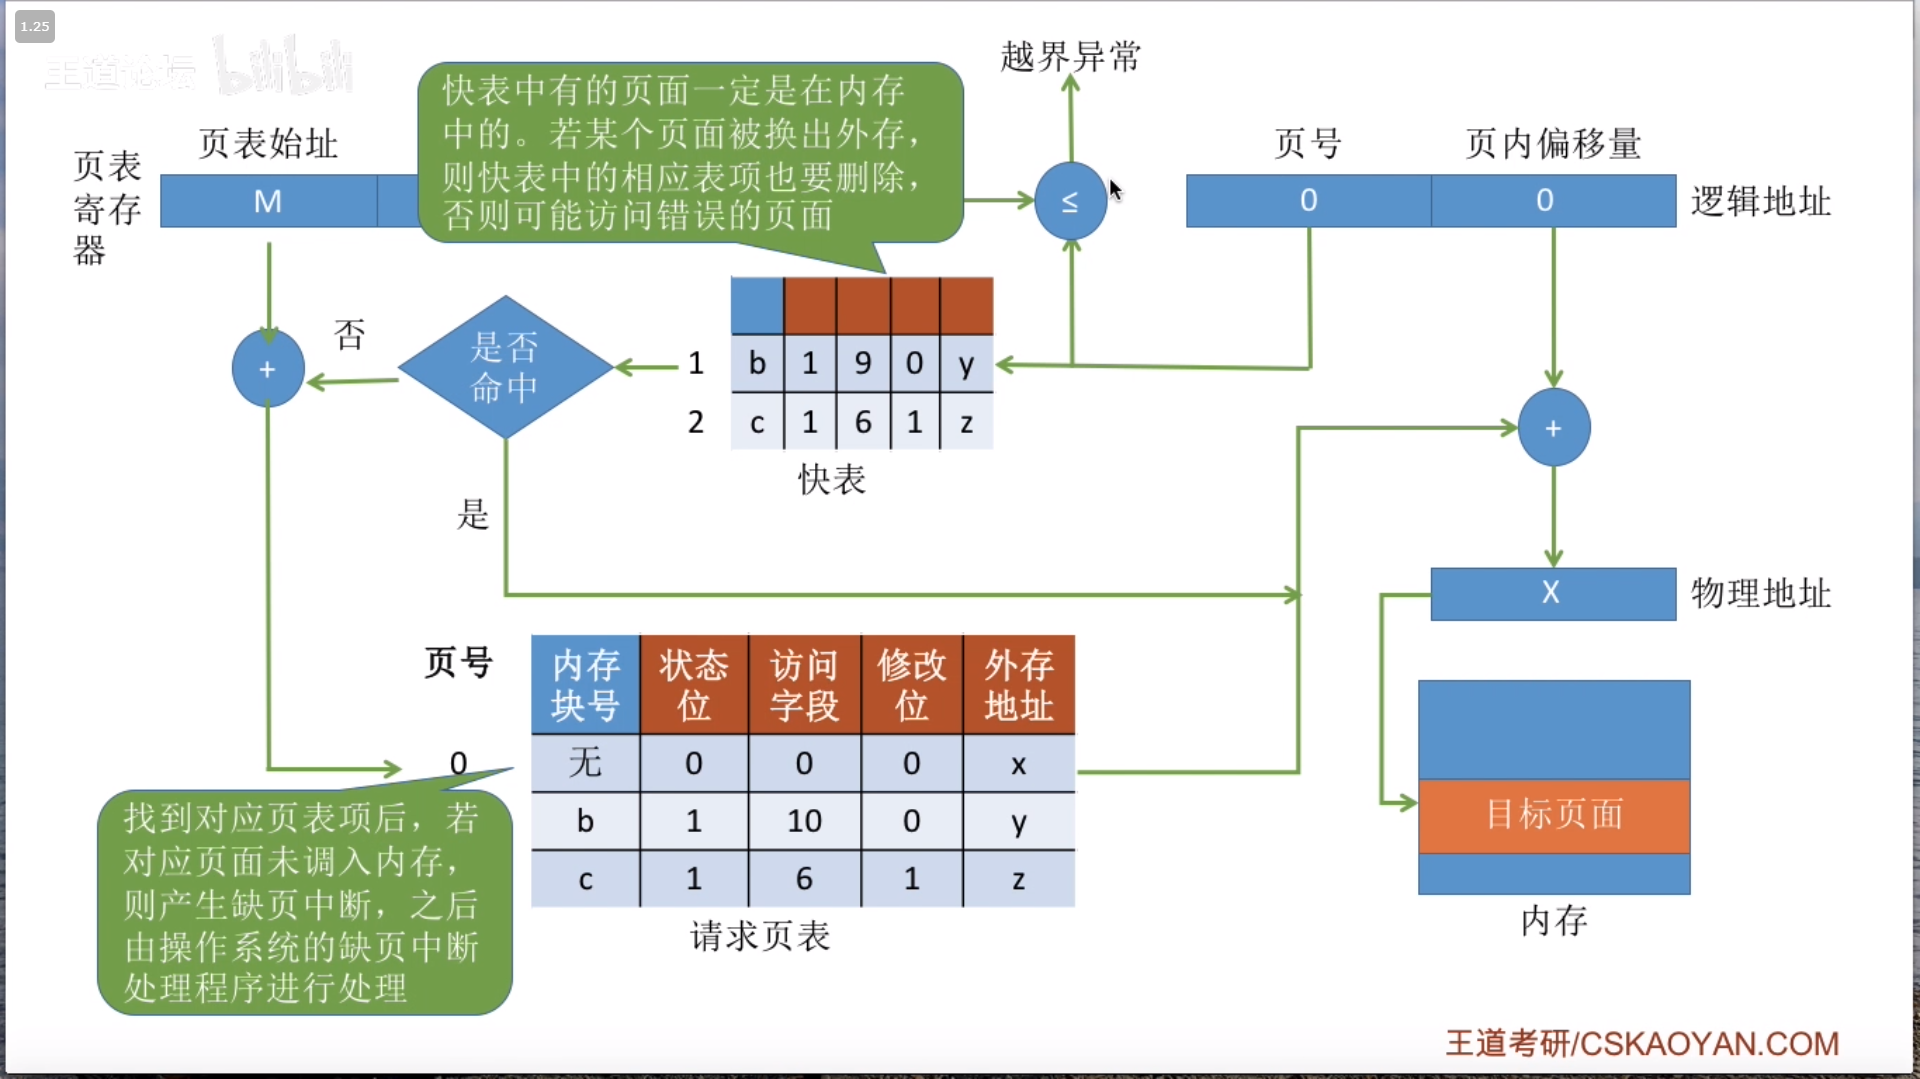 1.25
王道论坛 bilibili
越界异常
快表中有的页面一定是在内存
中的。若某个页面被换出外存，
则快表中的相应表项也要删除，
否则可能访问错误的页面
页表始址
页表
寄存
器
M
≤
页号 页内偏移量
0 0
逻辑地址
否
是否
命中
+
1 b 1 9 0 y
2 c 1 6 1 z
快表
+
是
X
物理地址
页号
内存
块号
状态
位
访问
字段
修改
位
外存
地址
0 无 0 0 0 x
b 1 10 0 y
c 1 6 1 z
请求页表
找到对应页表项后，若
对应页面未调入内存，
则产生缺页中断，之后
由操作系统的缺页中断
处理程序进行处理
目标页面
内存
王道考研/CSKAOYAN.COM